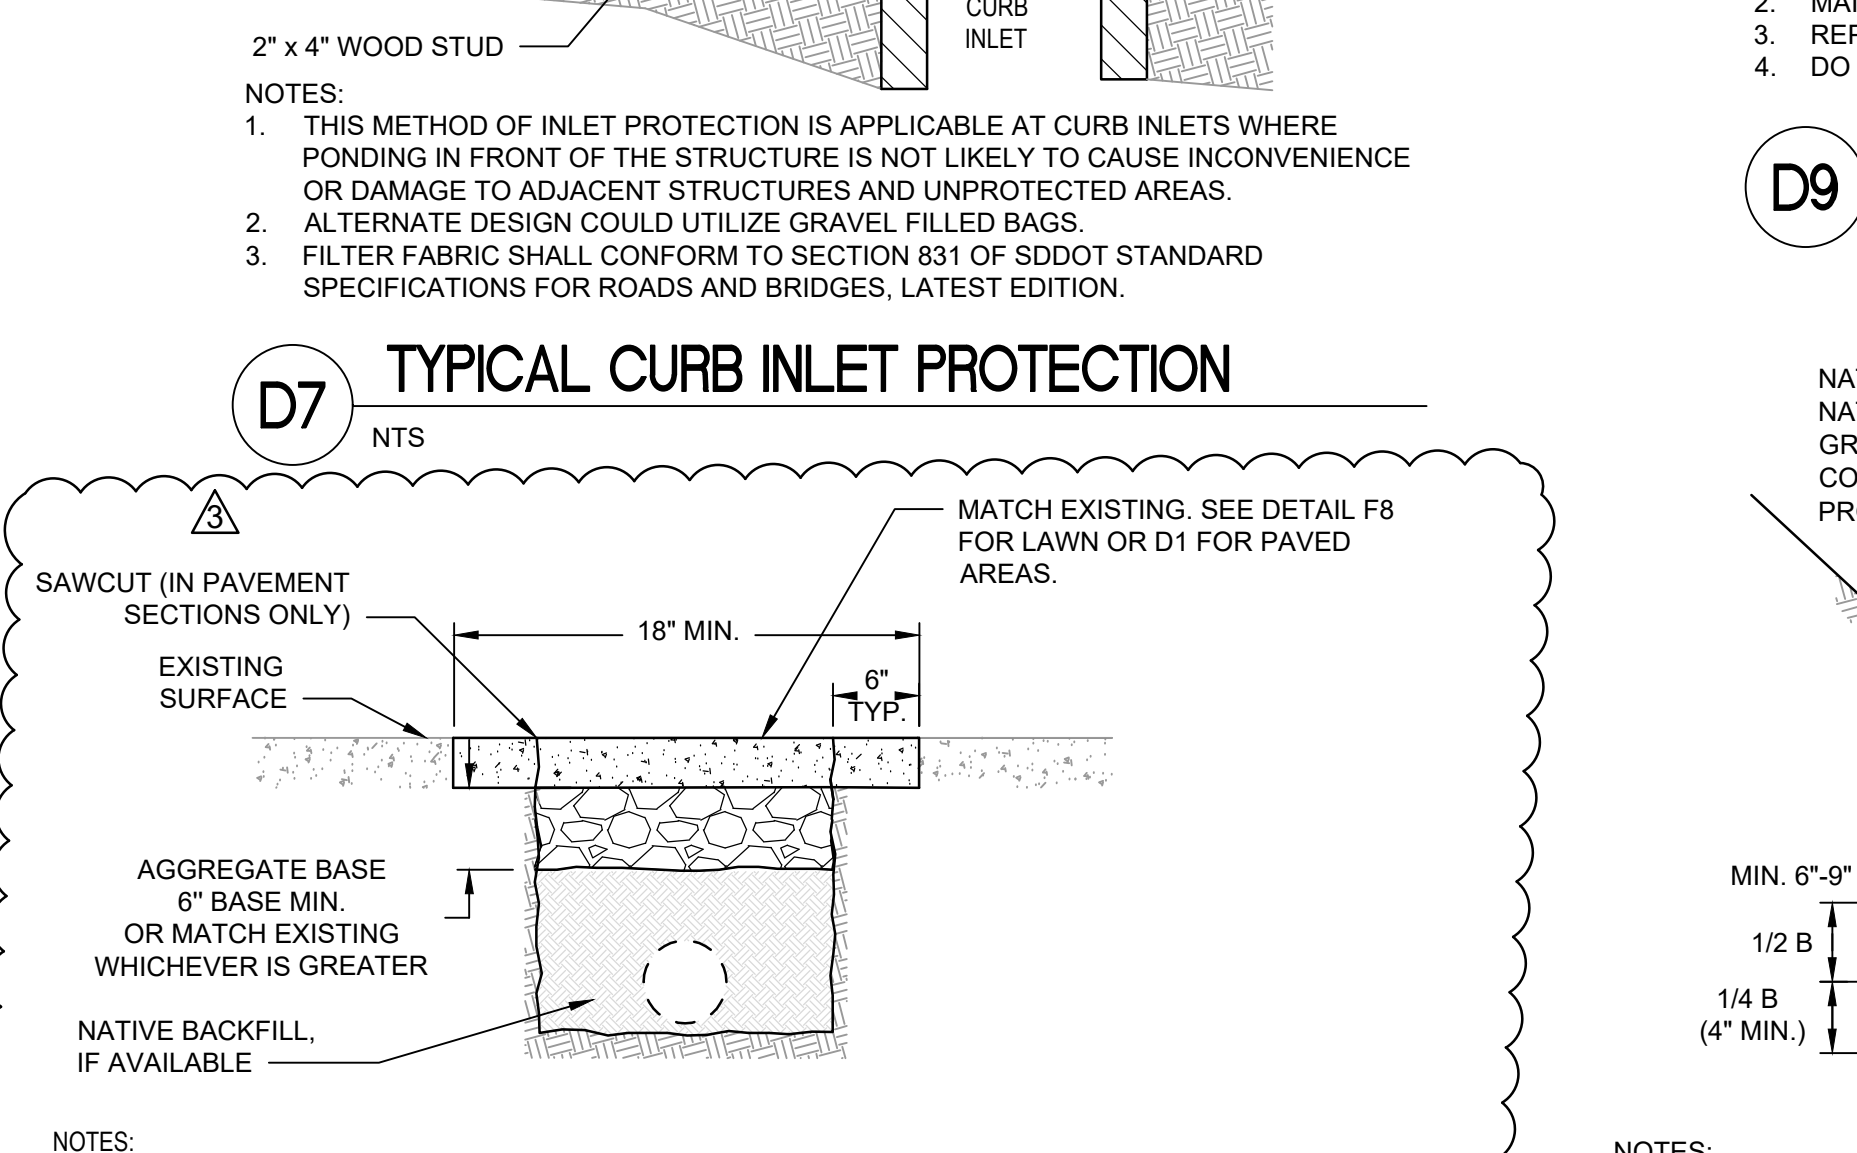 CURB
INLET
2" x 4" WOOD STUD
NOTES:
1. THIS METHOD OF INLET PROTECTION IS APPLICABLE AT CURB INLETS WHERE
PONDING IN FRONT OF THE STRUCTURE IS NOT LIKELY TO CAUSE INCONVENIENCE
OR DAMAGE TO ADJACENT STRUCTURES AND UNPROTECTED AREAS.
2. ALTERNATE DESIGN COULD UTILIZE GRAVEL FILLED BAGS.
3. FILTER FABRIC SHALL CONFORM TO SECTION 831 OF SDDOT STANDARD
SPECIFICATIONS FOR ROADS AND BRIDGES, LATEST EDITION.
D7
TYPICAL CURB INLET PROTECTION
NTS
3
MATCH EXISTING. SEE DETAIL F8
FOR LAWN OR D1 FOR PAVED
AREAS.
SAWCUT (IN PAVEMENT
SECTIONS ONLY)
18" MIN.
EXISTING
SURFACE
6"
TYP.
AGGREGATE BASE
6" BASE MIN.
OR MATCH EXISTING
WHICHEVER IS GREATER
NATIVE BACKFILL,
IF AVAILABLE
NOTES:
2.
3.
4. DO
D9
MIN. 6"-9"
1/2 B
1/4 B
(4" MIN.)
NOTES: